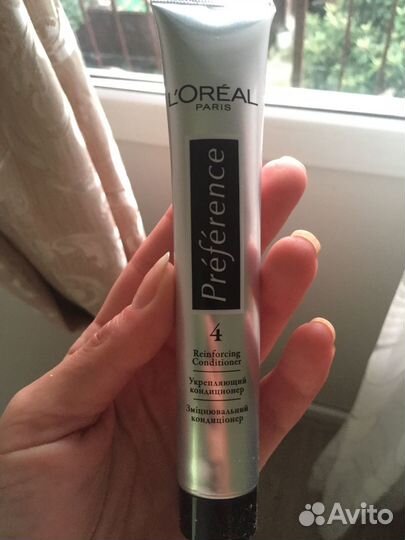 L'ORÉAL
PARIS
Préférence
4
Reinforcing
Conditioner
Укрепляющий
кондиционер
Зміцнювальний
кондиціонер
Avito